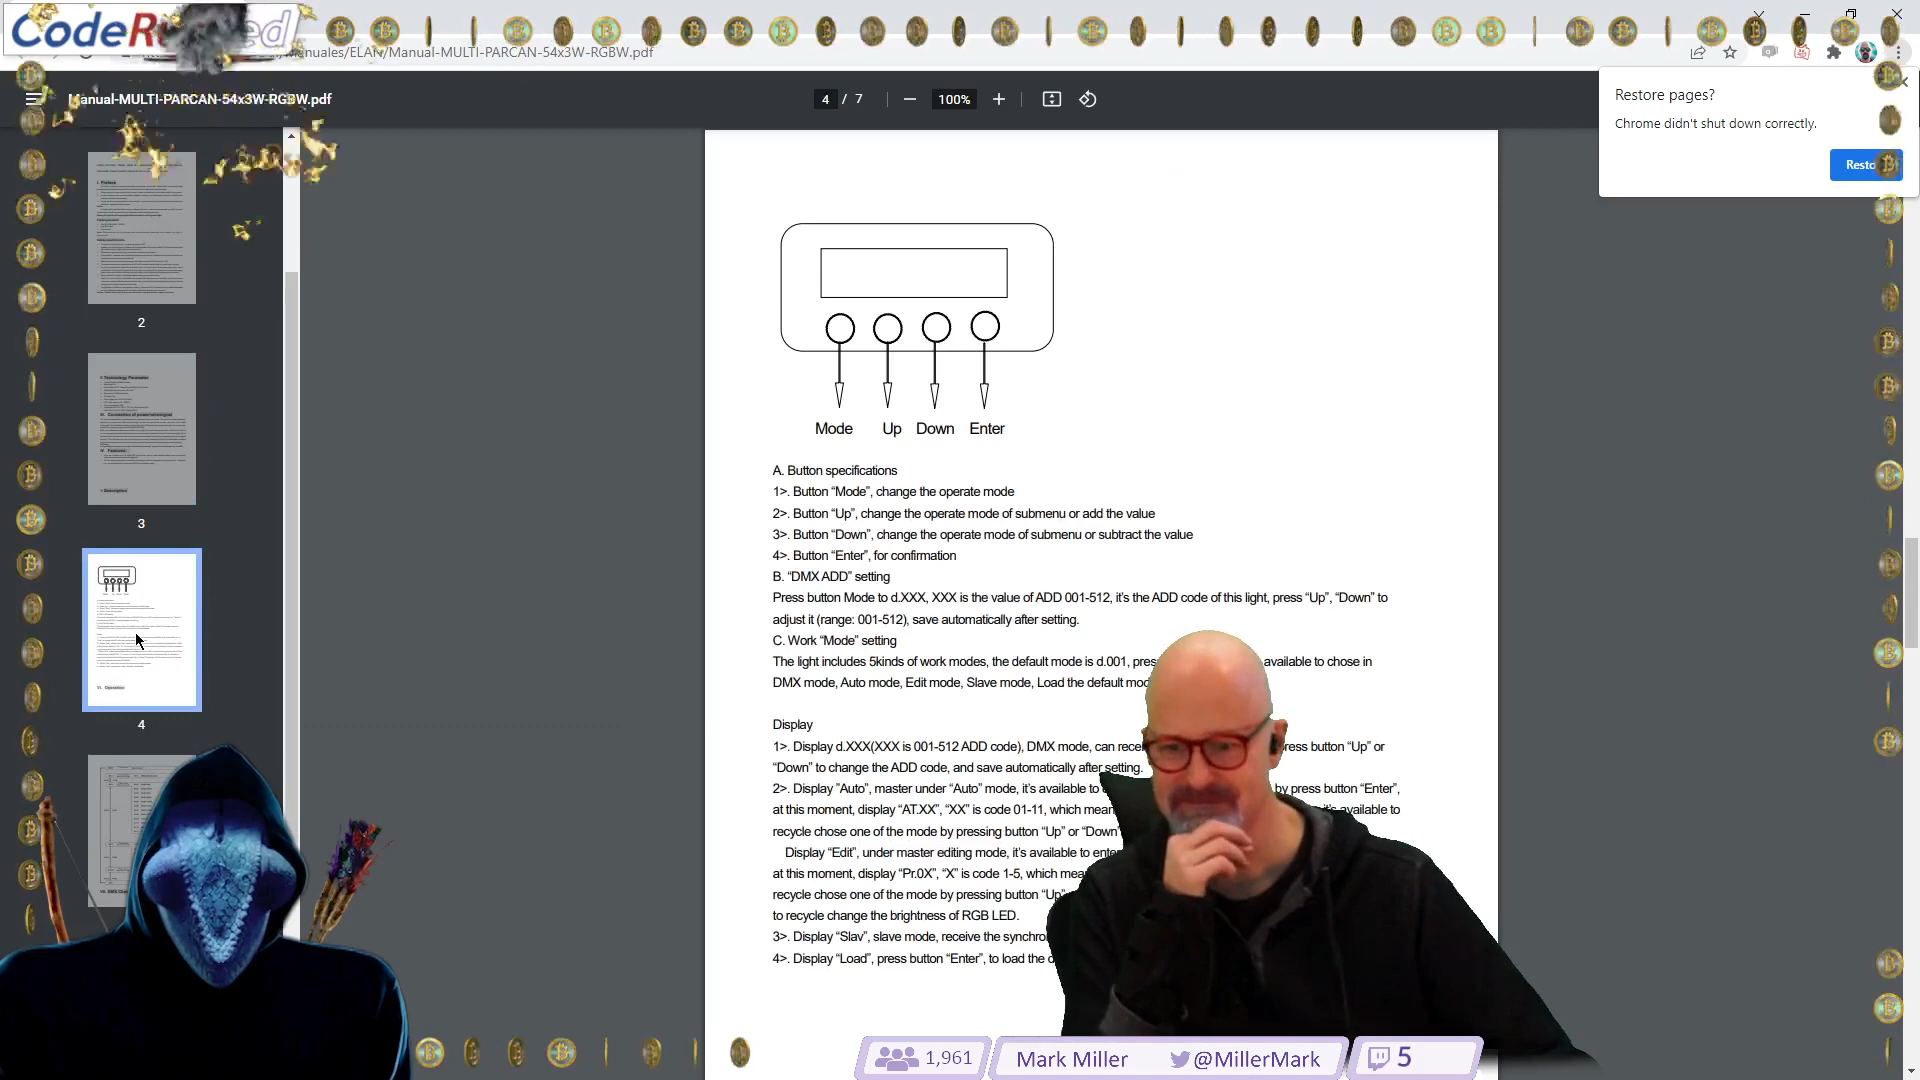 CodeR
anuales/ELAN/Manual-MULTI-PARCAN-54x3W-RGBW.pdf
Manual-MULTI-PARCAN-54x3W-RGBW.pdf
4 / 7
100%
Restore pages?
Chrome didn't shut down correctly.
Resto
2
3
4
Mode Up Down Enter
A. Button specifications
1>. Button “Mode”, change the operate mode
2>. Button “Up”, change the operate mode of submenu or add the value
3>. Button “Down”, change the operate mode of submenu or subtract the value
4>. Button “Enter”, for confirmation
B. “DMX ADD” setting
Press button Mode to d.XXX, XXX is the value of ADD 001-512, it’s the ADD code of this light, press “Up”, “Down” to
adjust it (range: 001-512), save automatically after setting.
C. Work “Mode” setting
The light includes 5kinds of work modes, the default mode is d.001, pres available to chose in
DMX mode, Auto mode, Edit mode, Slave mode, Load the default mod
Display
1>. Display d.XXX(XXX is 001-512 ADD code), DMX mode, can recei press button “Up” or
“Down” to change the ADD code, and save automatically after setting.
2>. Display ”Auto”, master under “Auto” mode, it’s available to by press button “Enter”,
at this moment, display “AT.XX”, “XX” is code 01-11, which mean it’s available to
recycle chose one of the mode by pressing button “Up” or “Down”
Display “Edit”, under master editing mode, it’s available to enter
at this moment, display “Pr.0X”, “X” is code 1-5, which mea
recycle chose one of the mode by pressing button “Up”
to recycle change the brightness of RGB LED.
3>. Display “Slav”, slave mode, receive the synchro
4>. Display “Load”, press button “Enter”, to load the d
1,961
Mark Miller
@MillerMark
5